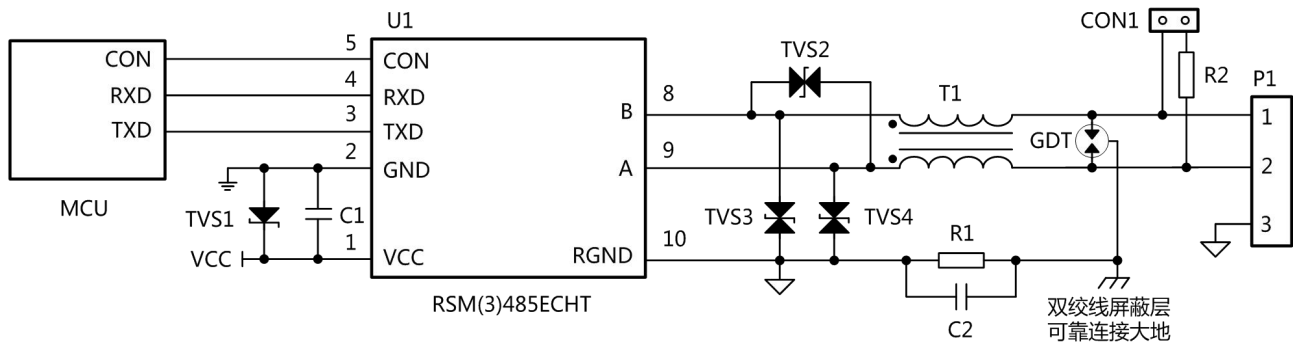 U1
CON1
MCU
CON
RXD
TXD
5
4
3
2
1
CON
RXD
TXD
GND
VCC
B
A
RGND
8
9
10
RSM(3)485ECHT
TVS1
C1
VCC
TVS2
TVS3
TVS4
T1
GDT
R1
C2
R2
P1
1
2
3
双绞线屏蔽层
可靠连接大地